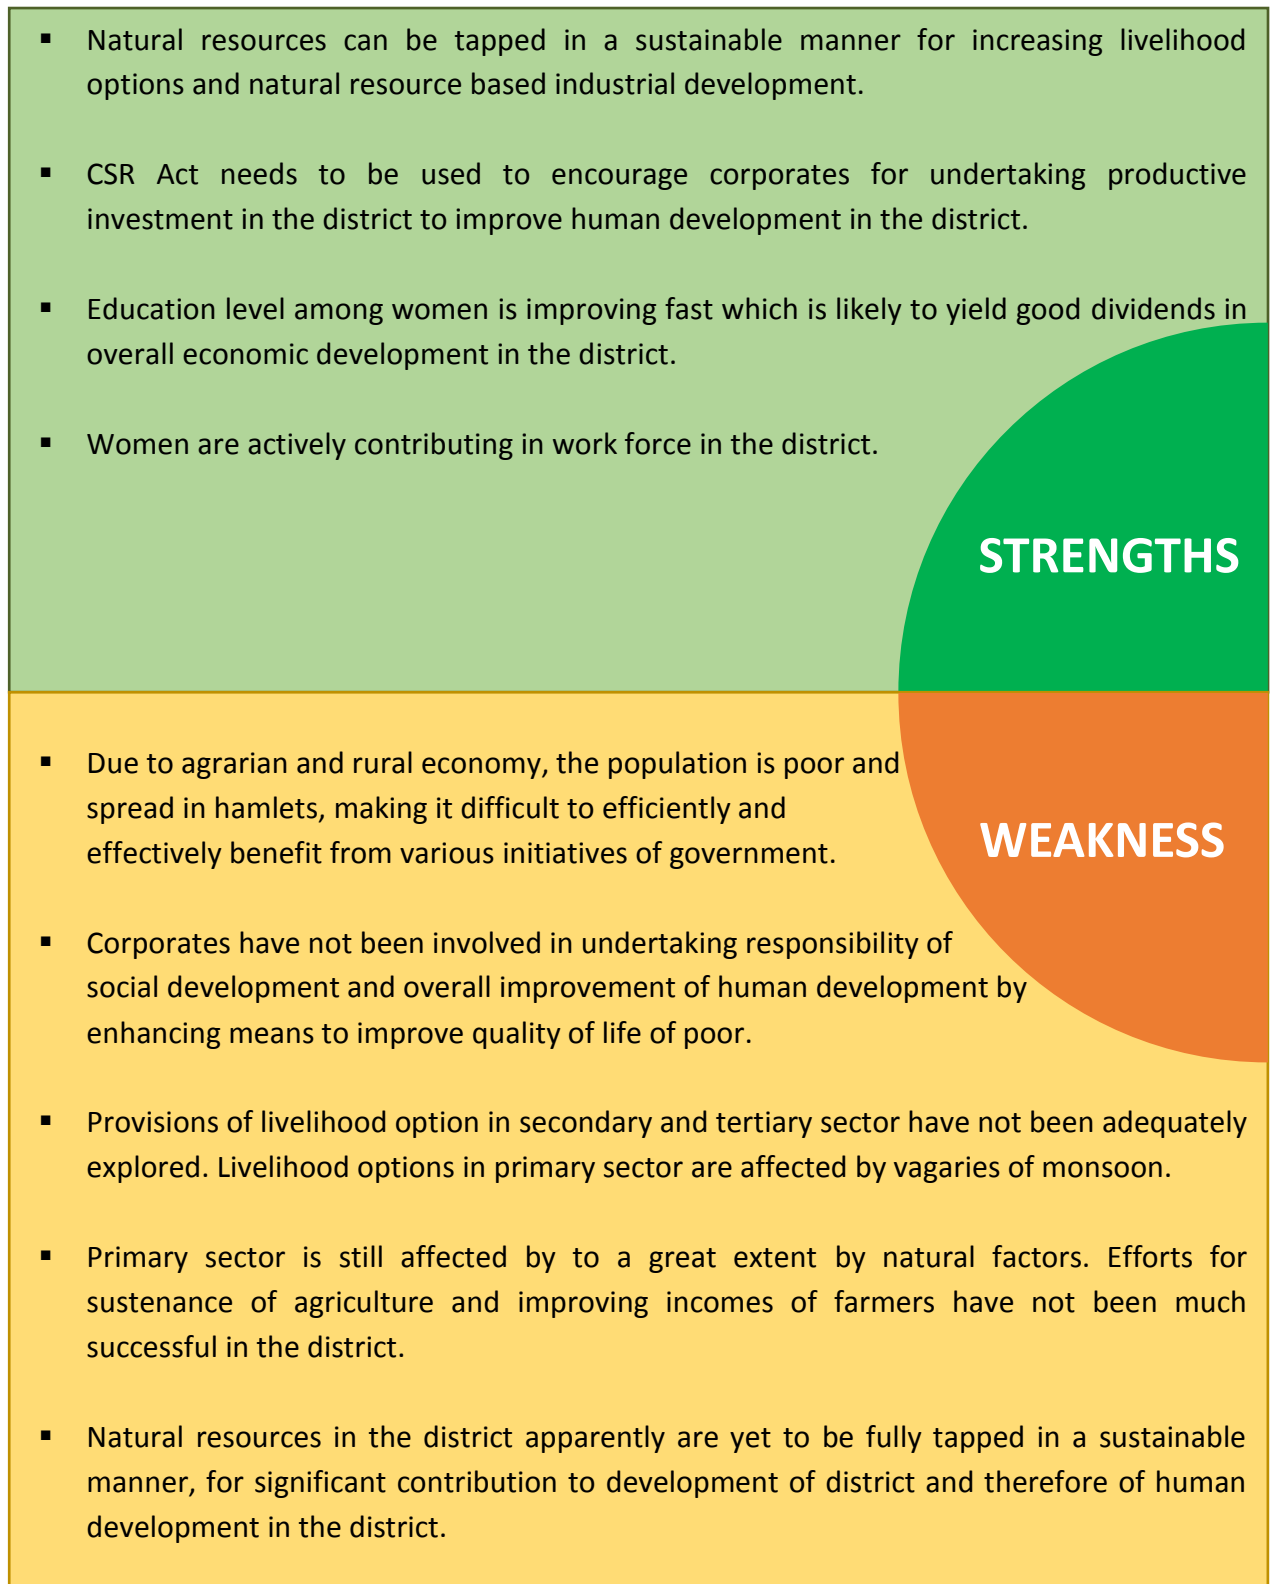 ▪ Natural resources can be tapped in a sustainable manner for increasing livelihood
options and natural resource based industrial development.
▪ CSR Act needs to be used to encourage corporates for undertaking productive
investment in the district to improve human development in the district.
▪ Education level among women is improving fast which is likely to yield good dividends in
overall economic development in the district.
▪ Women are actively contributing in work force in the district.
STRENGTHS
▪ Due to agrarian and rural economy, the population is poor and
spread in hamlets, making it difficult to efficiently and
effectively benefit from various initiatives of government.
WEAKNESS
▪ Corporates have not been involved in undertaking responsibility of
social development and overall improvement of human development by
enhancing means to improve quality of life of poor.
▪ Provisions of livelihood option in secondary and tertiary sector have not been adequately
explored. Livelihood options in primary sector are affected by vagaries of monsoon.
▪ Primary sector is still affected by to a great extent by natural factors. Efforts for
sustenance of agriculture and improving incomes of farmers have not been much
successful in the district.
▪ Natural resources in the district apparently are yet to be fully tapped in a sustainable
manner, for significant contribution to development of district and therefore of human
development in the district.